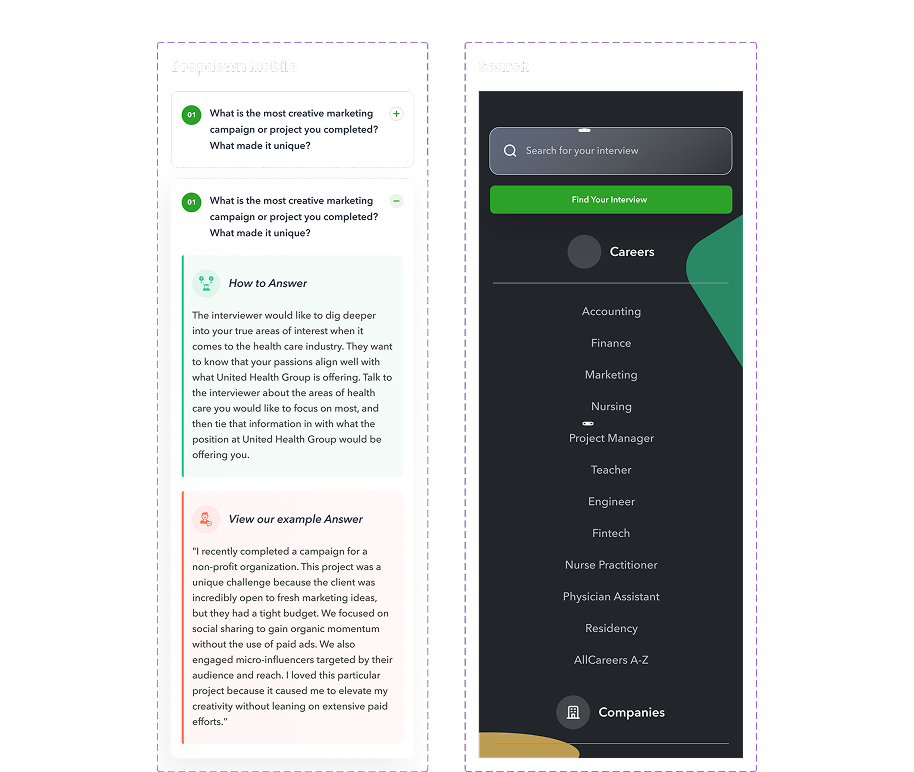 Dropdown Mobile
01
What is the most creative marketing
campaign or project you completed?
What made it unique?
01
What is the most creative marketing
campaign or project you completed?
What made it unique?
How to Answer
The interviewer would like to dig deeper
into your true areas of interest when it
comes to the health care industry. They want
to know that your passions align well with
what United Health Group is offering. Talk to
the interviewer about the areas of health
care you would like to focus on most, and
then tie that information in with what the
position at United Health Group would be
offering you.
View our example Answer
"I recently completed a campaign for a
non-profit organization. This project was a
unique challenge because the client was
incredibly open to fresh marketing ideas,
but they had a tight budget. We focused on
social sharing to gain organic momentum
without the use of paid ads. We also
engaged micro-influencers targeted by their
audience and reach. I loved this particular
project because it caused me to elevate my
creativity without leaning on extensive paid
efforts."
Search
Search for your interview
Find Your Interview
Careers
Accounting
Finance
Marketing
Nursing
Project Manager
Teacher
Engineer
Fintech
Nurse Practitioner
Physician Assistant
Residency
AllCareers A-Z
Companies